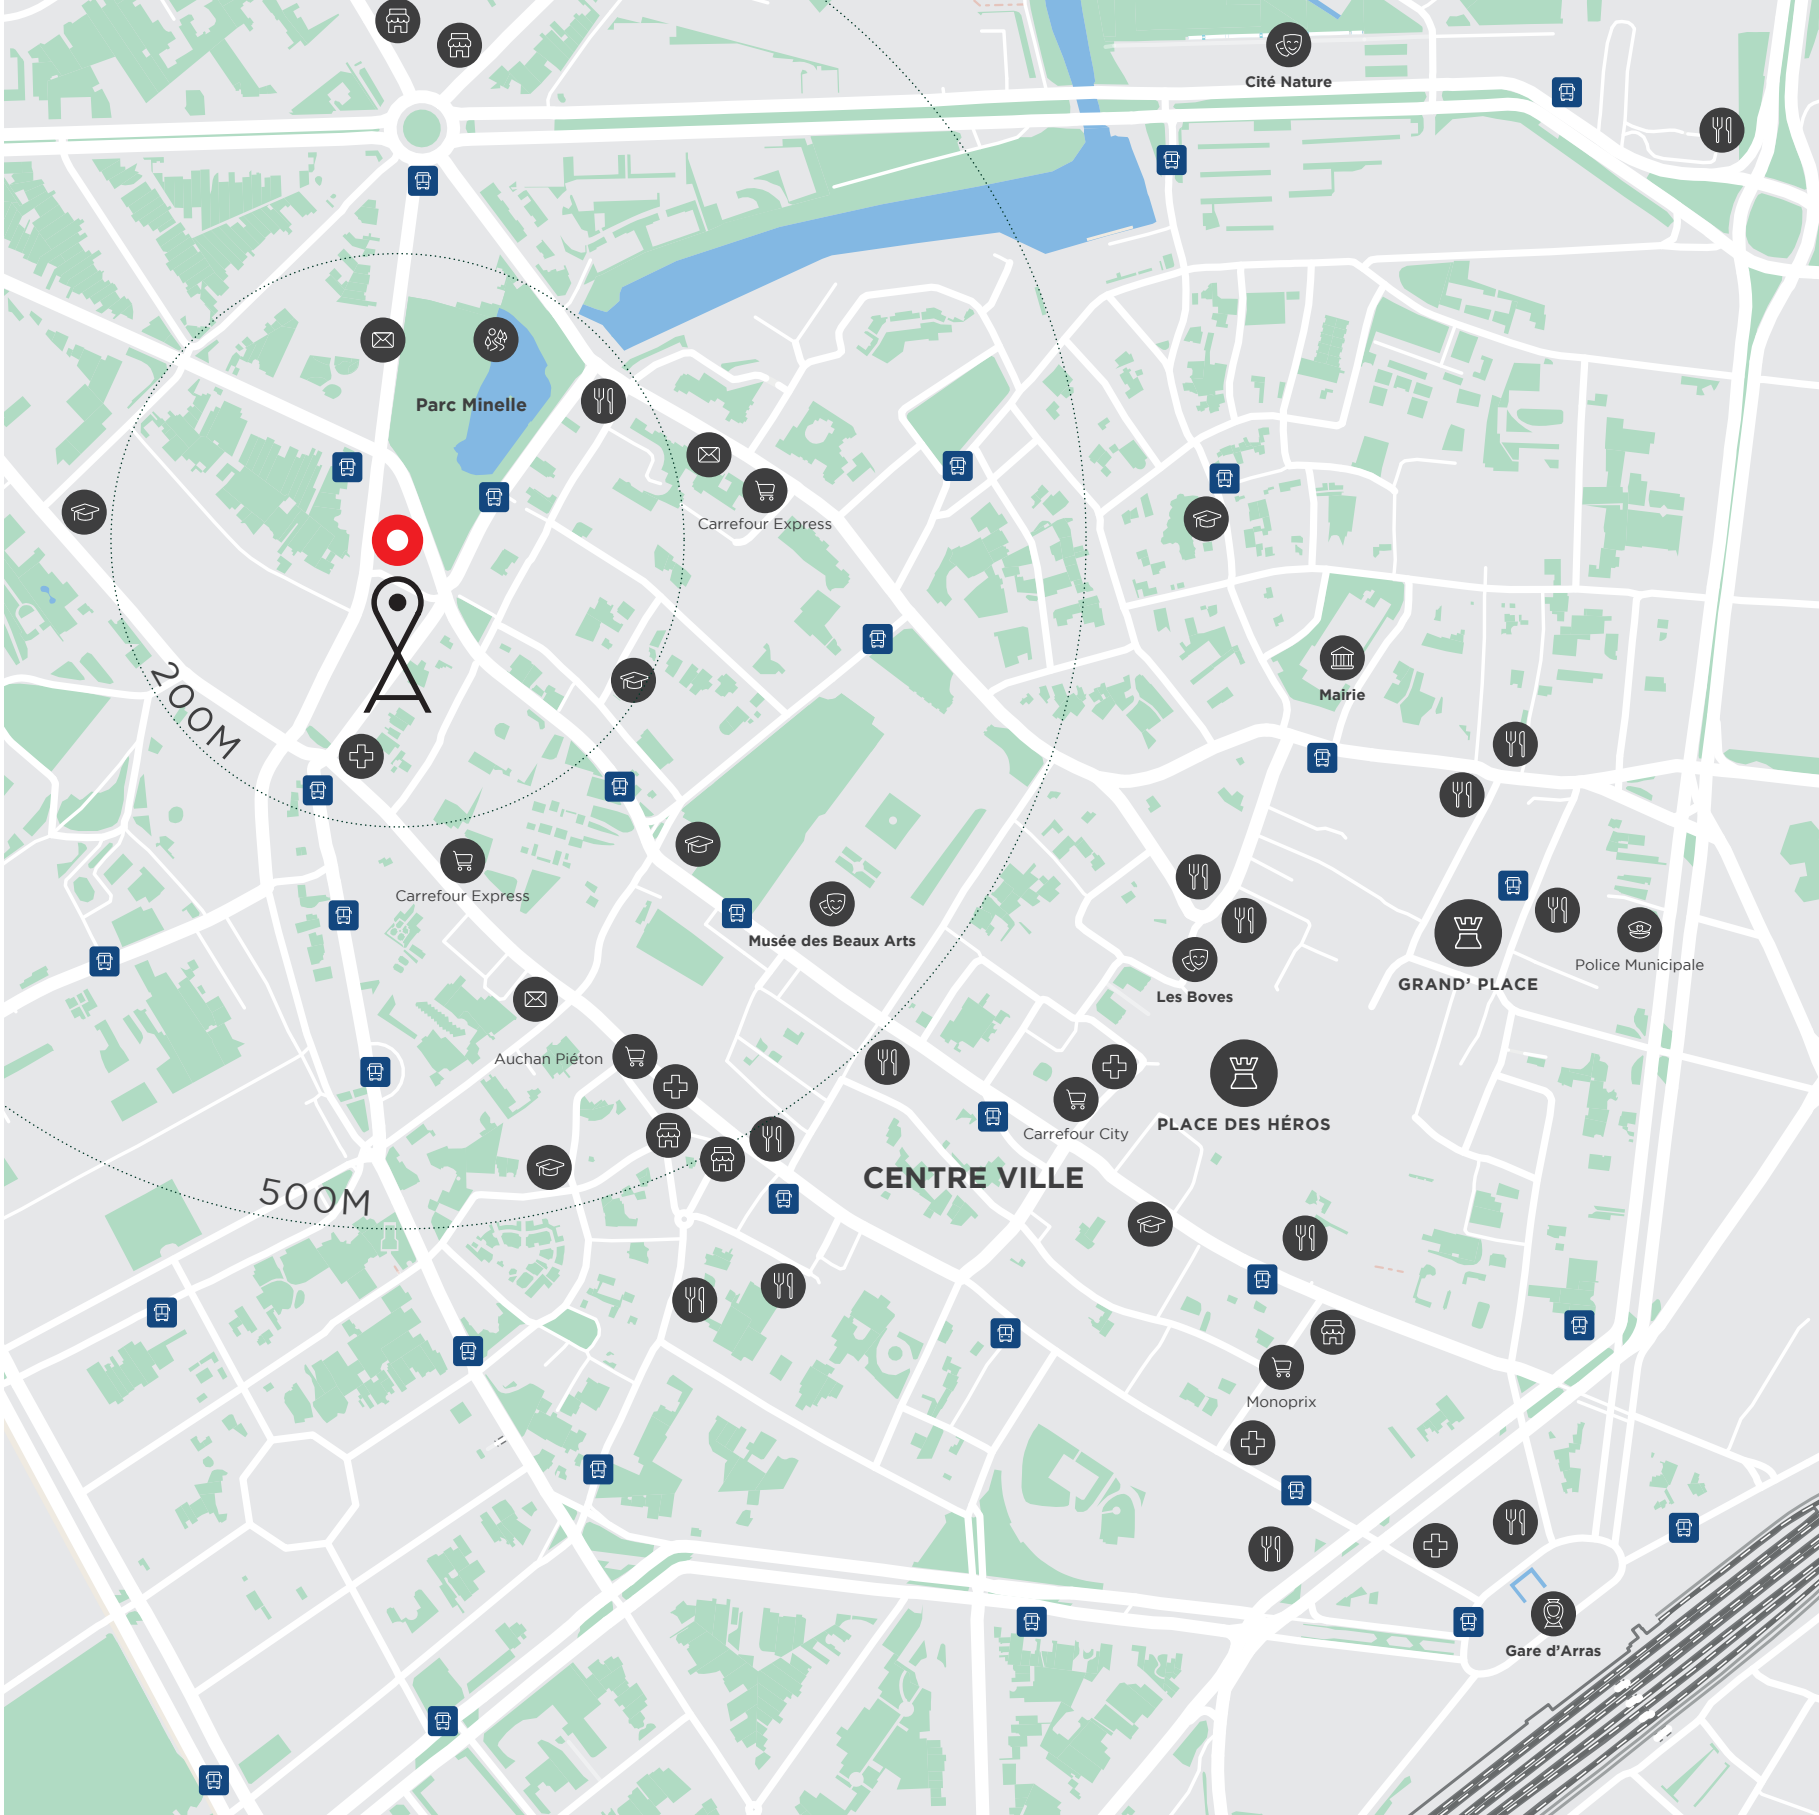 Cité Nature
Parc Minelle
Carrefour Express
Mairie
200M
Carrefour Express
Musée des Beaux Arts
Police Municipale
GRAND' PLACE
Les Boves
Auchan Piéton
PLACE DES HÉROS
Carrefour City
CENTRE VILLE
500M
Monoprix
Gare d'Arras